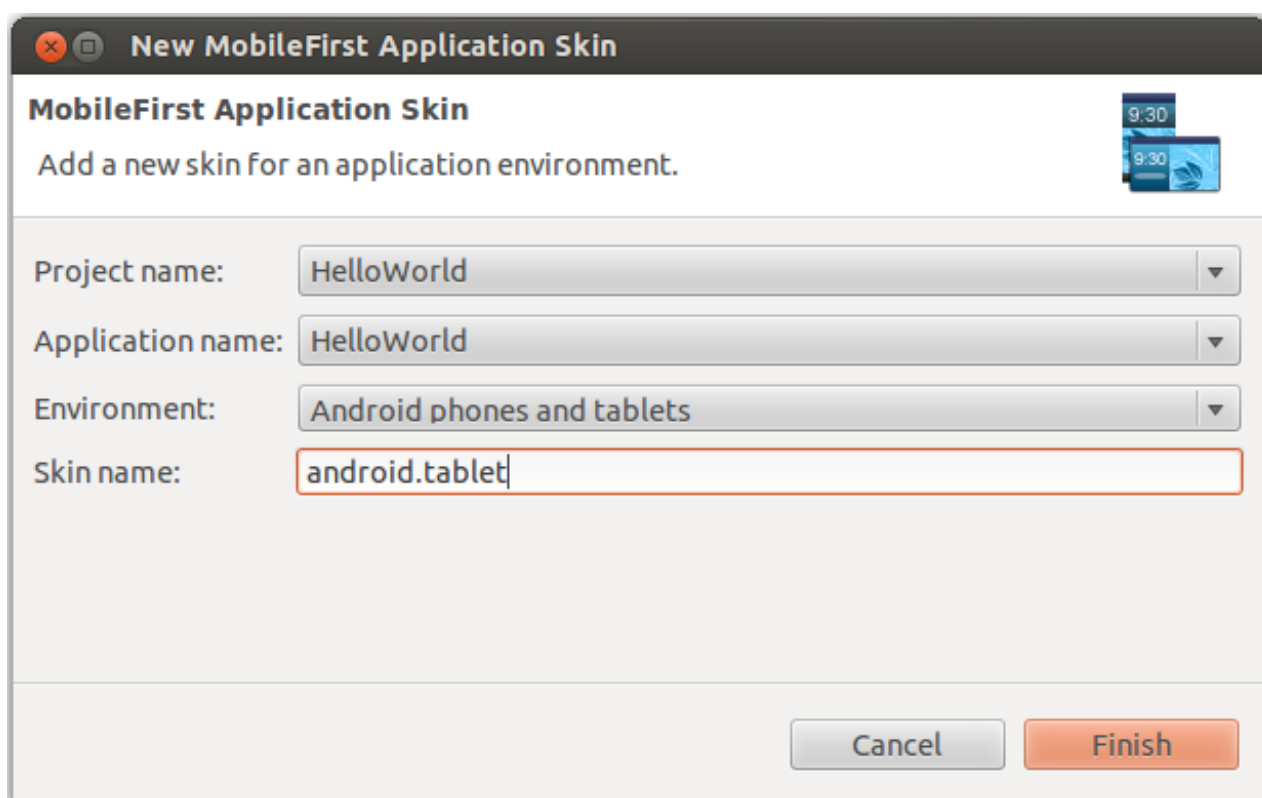 New MobileFirst Application Skin
MobileFirst Application Skin
Add a new skin for an application environment.
9:30
9:30
Project name: HelloWorld
Application name: HelloWorld
Environment: Android phones and tablets
Skin name: android.tablet
Cancel Finish